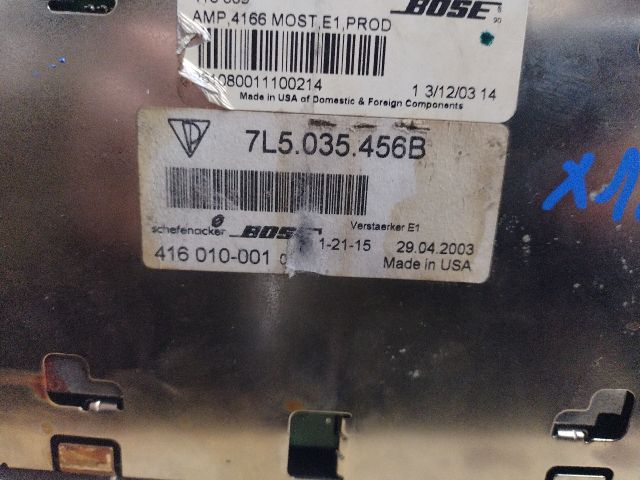 BOSE
AMP,4166 MOST,E1,PROD
1080011100214
1 3/12/03 14
Made in USA of Domestic & Foreign Components
7L5.035.456B
schefenacker BOSE Verstaerker E1
1-21-15 29.04.2003
416 010-001 Made in USA
X1